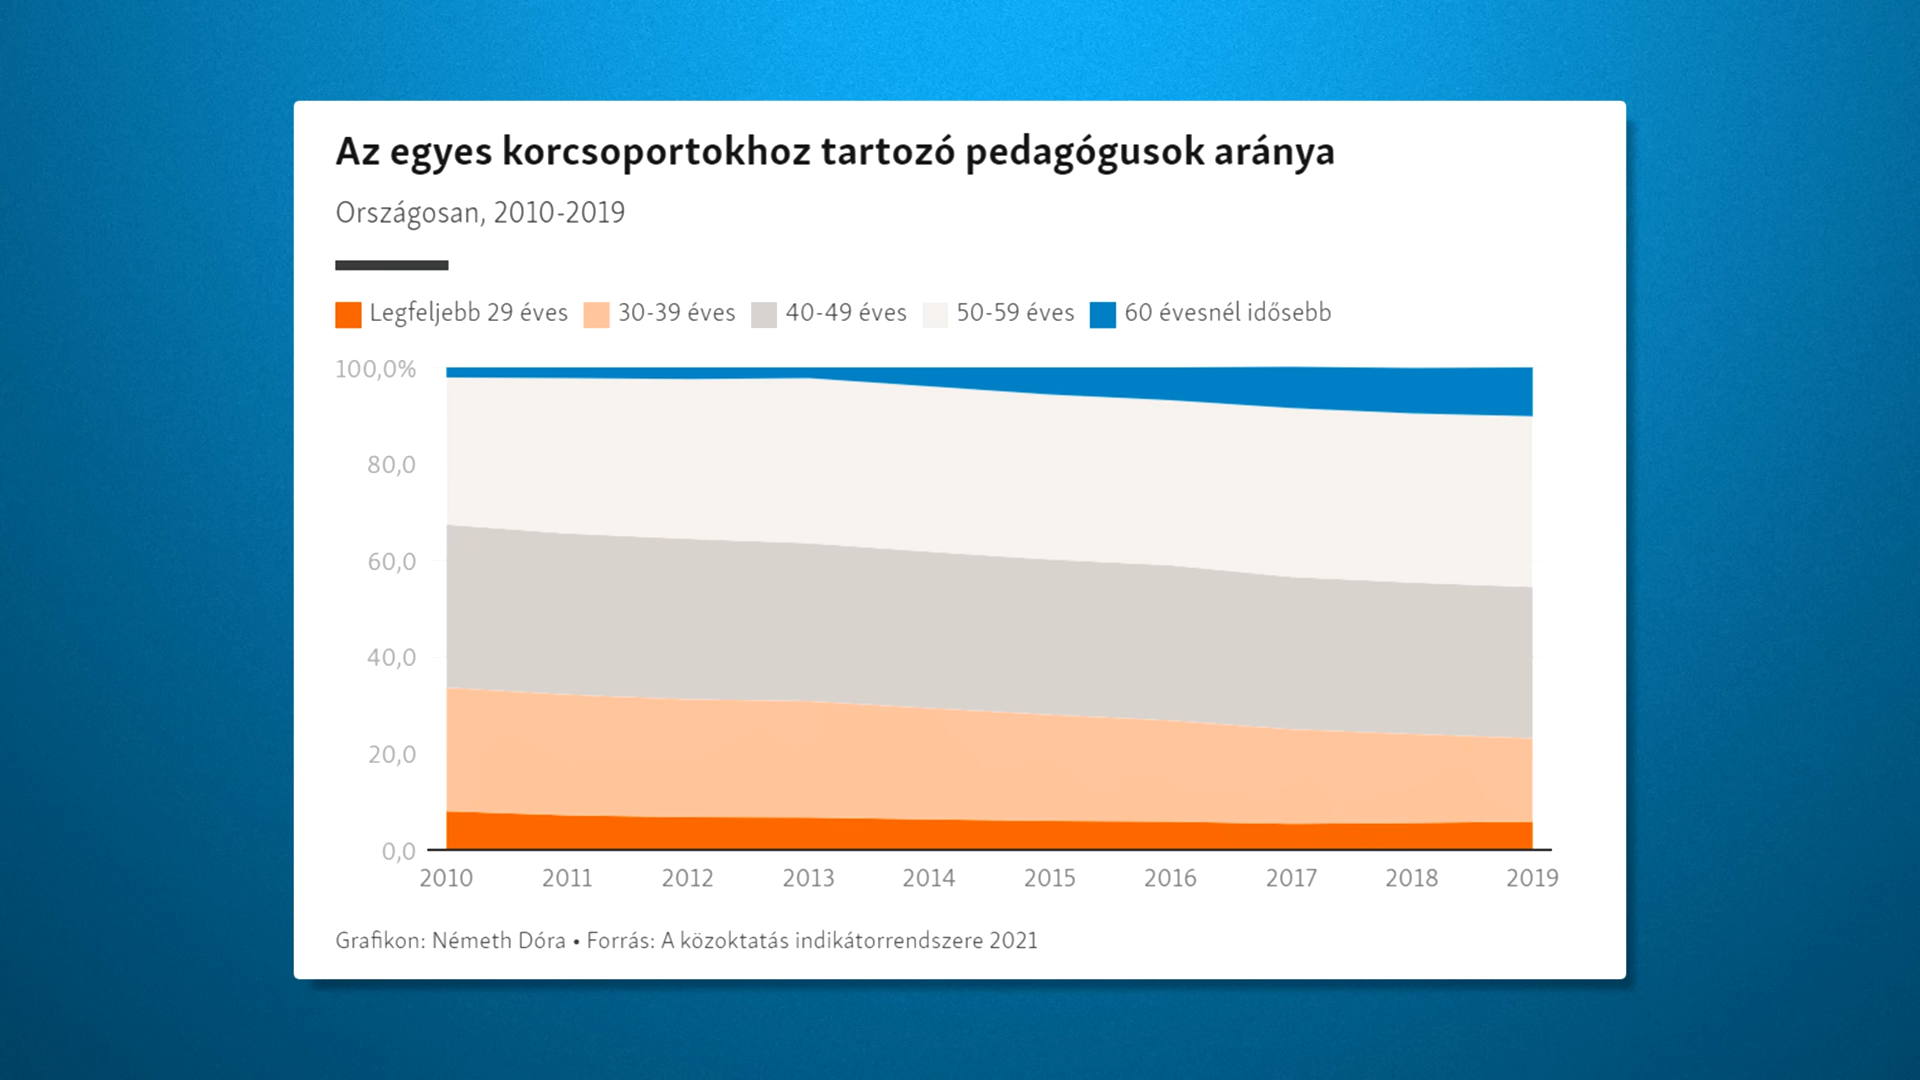 Az egyes korcsoportokhoz tartozó pedagógusok aránya
Országosan, 2010-2019
Legfeljebb 29 éves 30-39 éves 40-49 éves 50-59 éves 60 évesnél idősebb
100,0%
80,0
60,0
40,0
20,0
0,0
2010 2011 2012 2013 2014 2015 2016 2017 2018 2019
Grafikon: Németh Dóra • Forrás: A közoktatás indikátorrendszere 2021